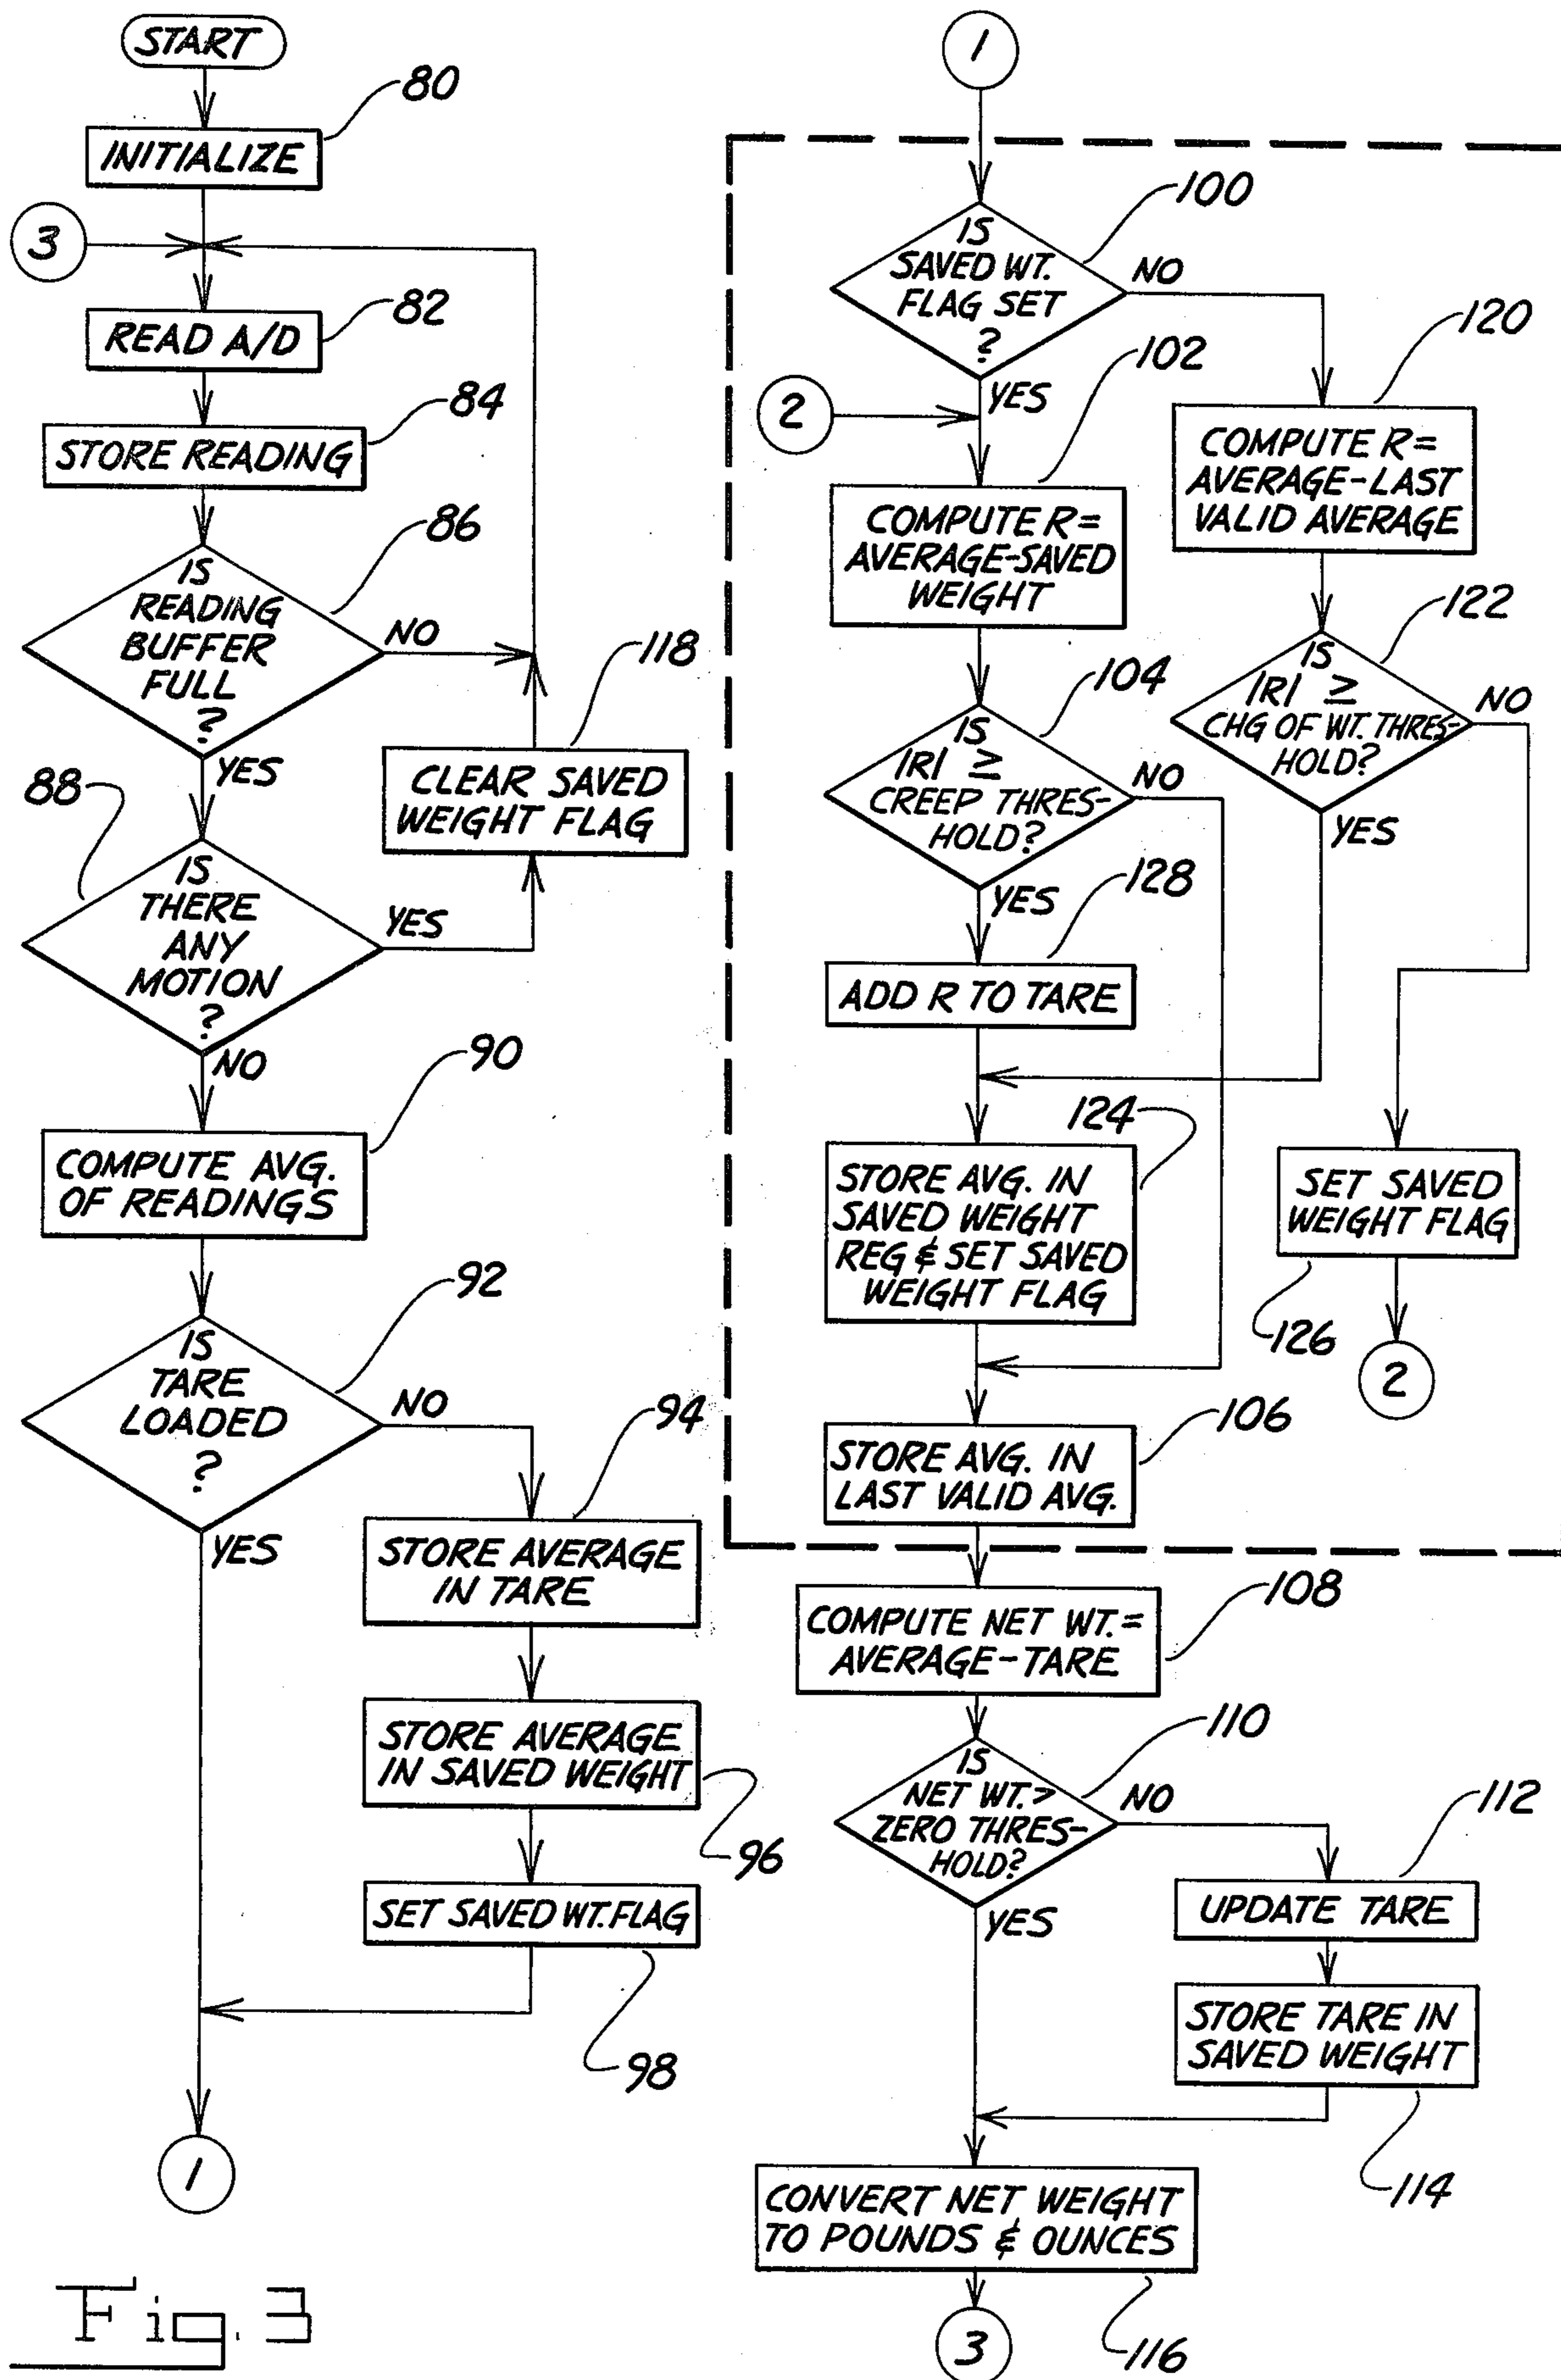 START
80
INITIALIZE
3
82
READ A/D
84
STORE READING
86
IS
READING
BUFFER
FULL
?
NO
118
YES
CLEAR SAVED
WEIGHT FLAG
88
IS
THERE
ANY
MOTION
?
YES
NO
90
COMPUTE AVG.
OF READINGS
92
IS
TARE
LOADED
?
NO
94
YES
STORE AVERAGE
IN TARE
STORE AVERAGE
IN SAVED WEIGHT
96
SET SAVED WT. FLAG
98
1
Fig. 3
1
100
IS
SAVED WT.
FLAG SET
?
NO
120
102
YES
2
COMPUTE R=
AVERAGE-LAST
VALID AVERAGE
COMPUTE R=
AVERAGE-SAVED
WEIGHT
122
IS
|R| ≥
CHG OF WT. THRES-
HOLD?
NO
YES
104
IS
|R| ≥
CREEP THRES-
HOLD?
NO
YES
128
ADD R TO TARE
124
STORE AVG. IN
SAVED WEIGHT
REG & SET SAVED
WEIGHT FLAG
SET SAVED
WEIGHT FLAG
126
2
106
STORE AVG. IN
LAST VALID AVG.
108
COMPUTE NET WT. =
AVERAGE-TARE
110
IS
NET WT. >
ZERO THRES-
HOLD?
NO
112
YES
UPDATE TARE
STORE TARE IN
SAVED WEIGHT
114
CONVERT NET WEIGHT
TO POUNDS & OUNCES
116
3